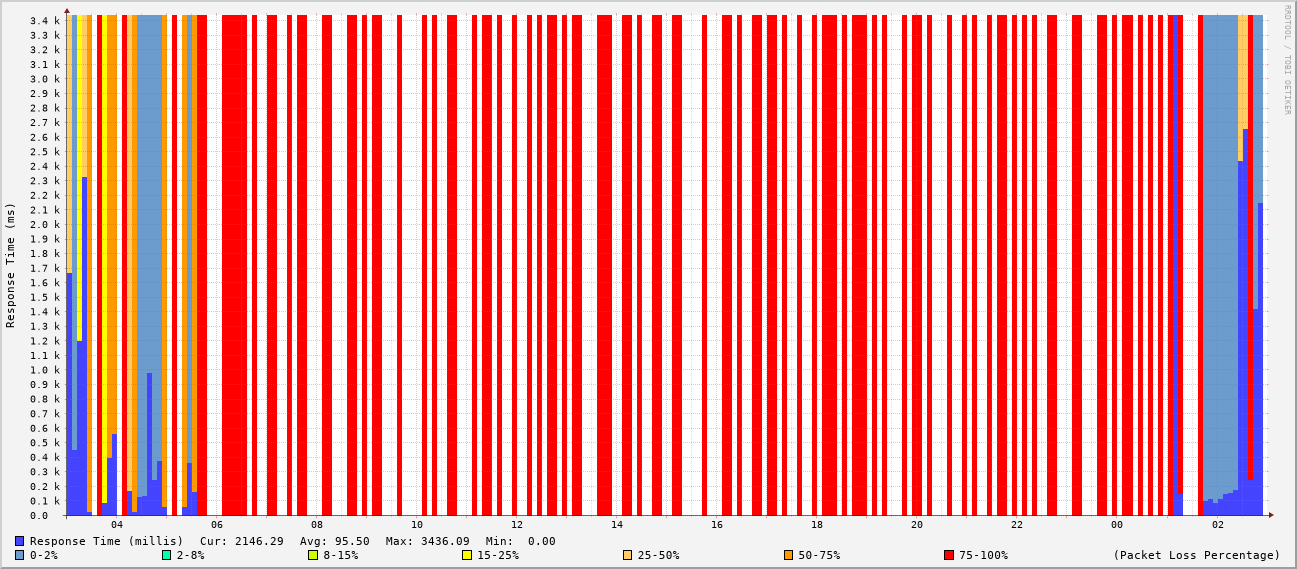 3.4 k
3.3 k
3.2 k
3.1 k
3.0 k
2.9 k
2.8 k
2.7 k
2.6 k
2.5 k
2.4 k
2.3 k
2.2 k
2.1 k
2.0 k
1.9 k
1.8 k
1.7 k
1.6 k
1.5 k
1.4 k
1.3 k
1.2 k
1.1 k
1.0 k
0.9 k
0.8 k
0.7 k
0.6 k
0.5 k
0.4 k
0.3 k
0.2 k
0.1 k
0.0
Response Time (ms)
RRDTOOL / TOBI OETIKER
04 06 08 10 12 14 16 18 20 22 00 02
Response Time (millis) Cur: 2146.29 Avg: 95.50 Max: 3436.09 Min: 0.00
0-2% 2-8% 8-15% 15-25% 25-50% 50-75% 75-100% (Packet Loss Percentage)